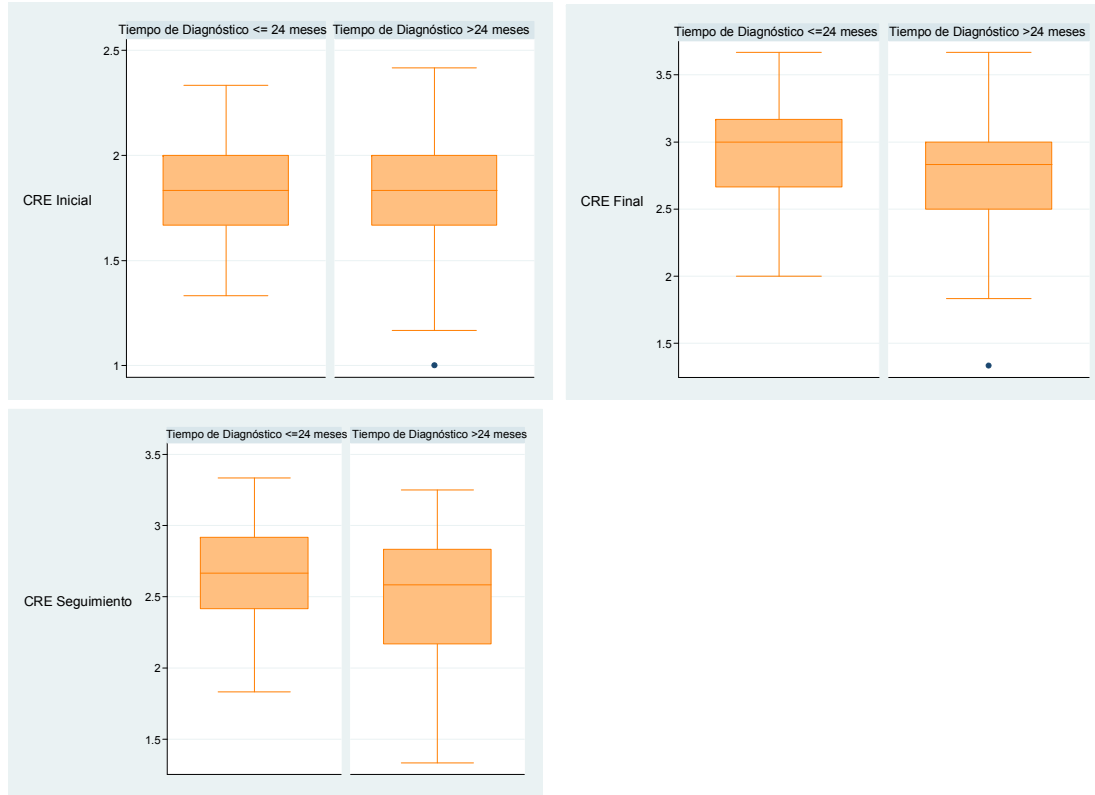 Tiempo de Diagnóstico <= 24 meses Tiempo de Diagnóstico >24 meses
2.5
2
CRE Inicial
1.5
1
Tiempo de Diagnóstico <=24 meses Tiempo de Diagnóstico >24 meses
3.5
3
CRE Final
2.5
2
1.5
Tiempo de Diagnóstico <=24 meses Tiempo de Diagnóstico >24 meses
3.5
3
2.5
CRE Seguimiento
2
1.5